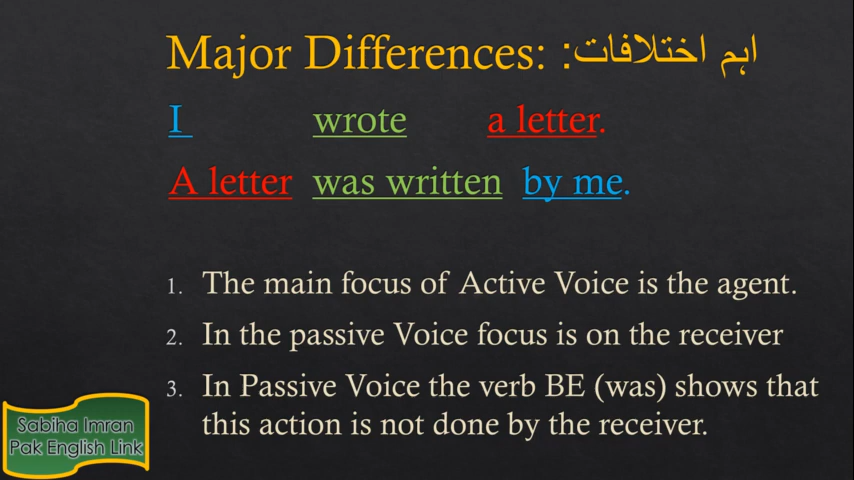 Major Differences: اہم اختلافات:
I wrote a letter.
A letter was written by me.
1. The main focus of Active Voice is the agent.
2. In the passive Voice focus is on the receiver
3. In Passive Voice the verb BE (was) shows that
this action is not done by the receiver.
Sabiha Imran
Pak English Link